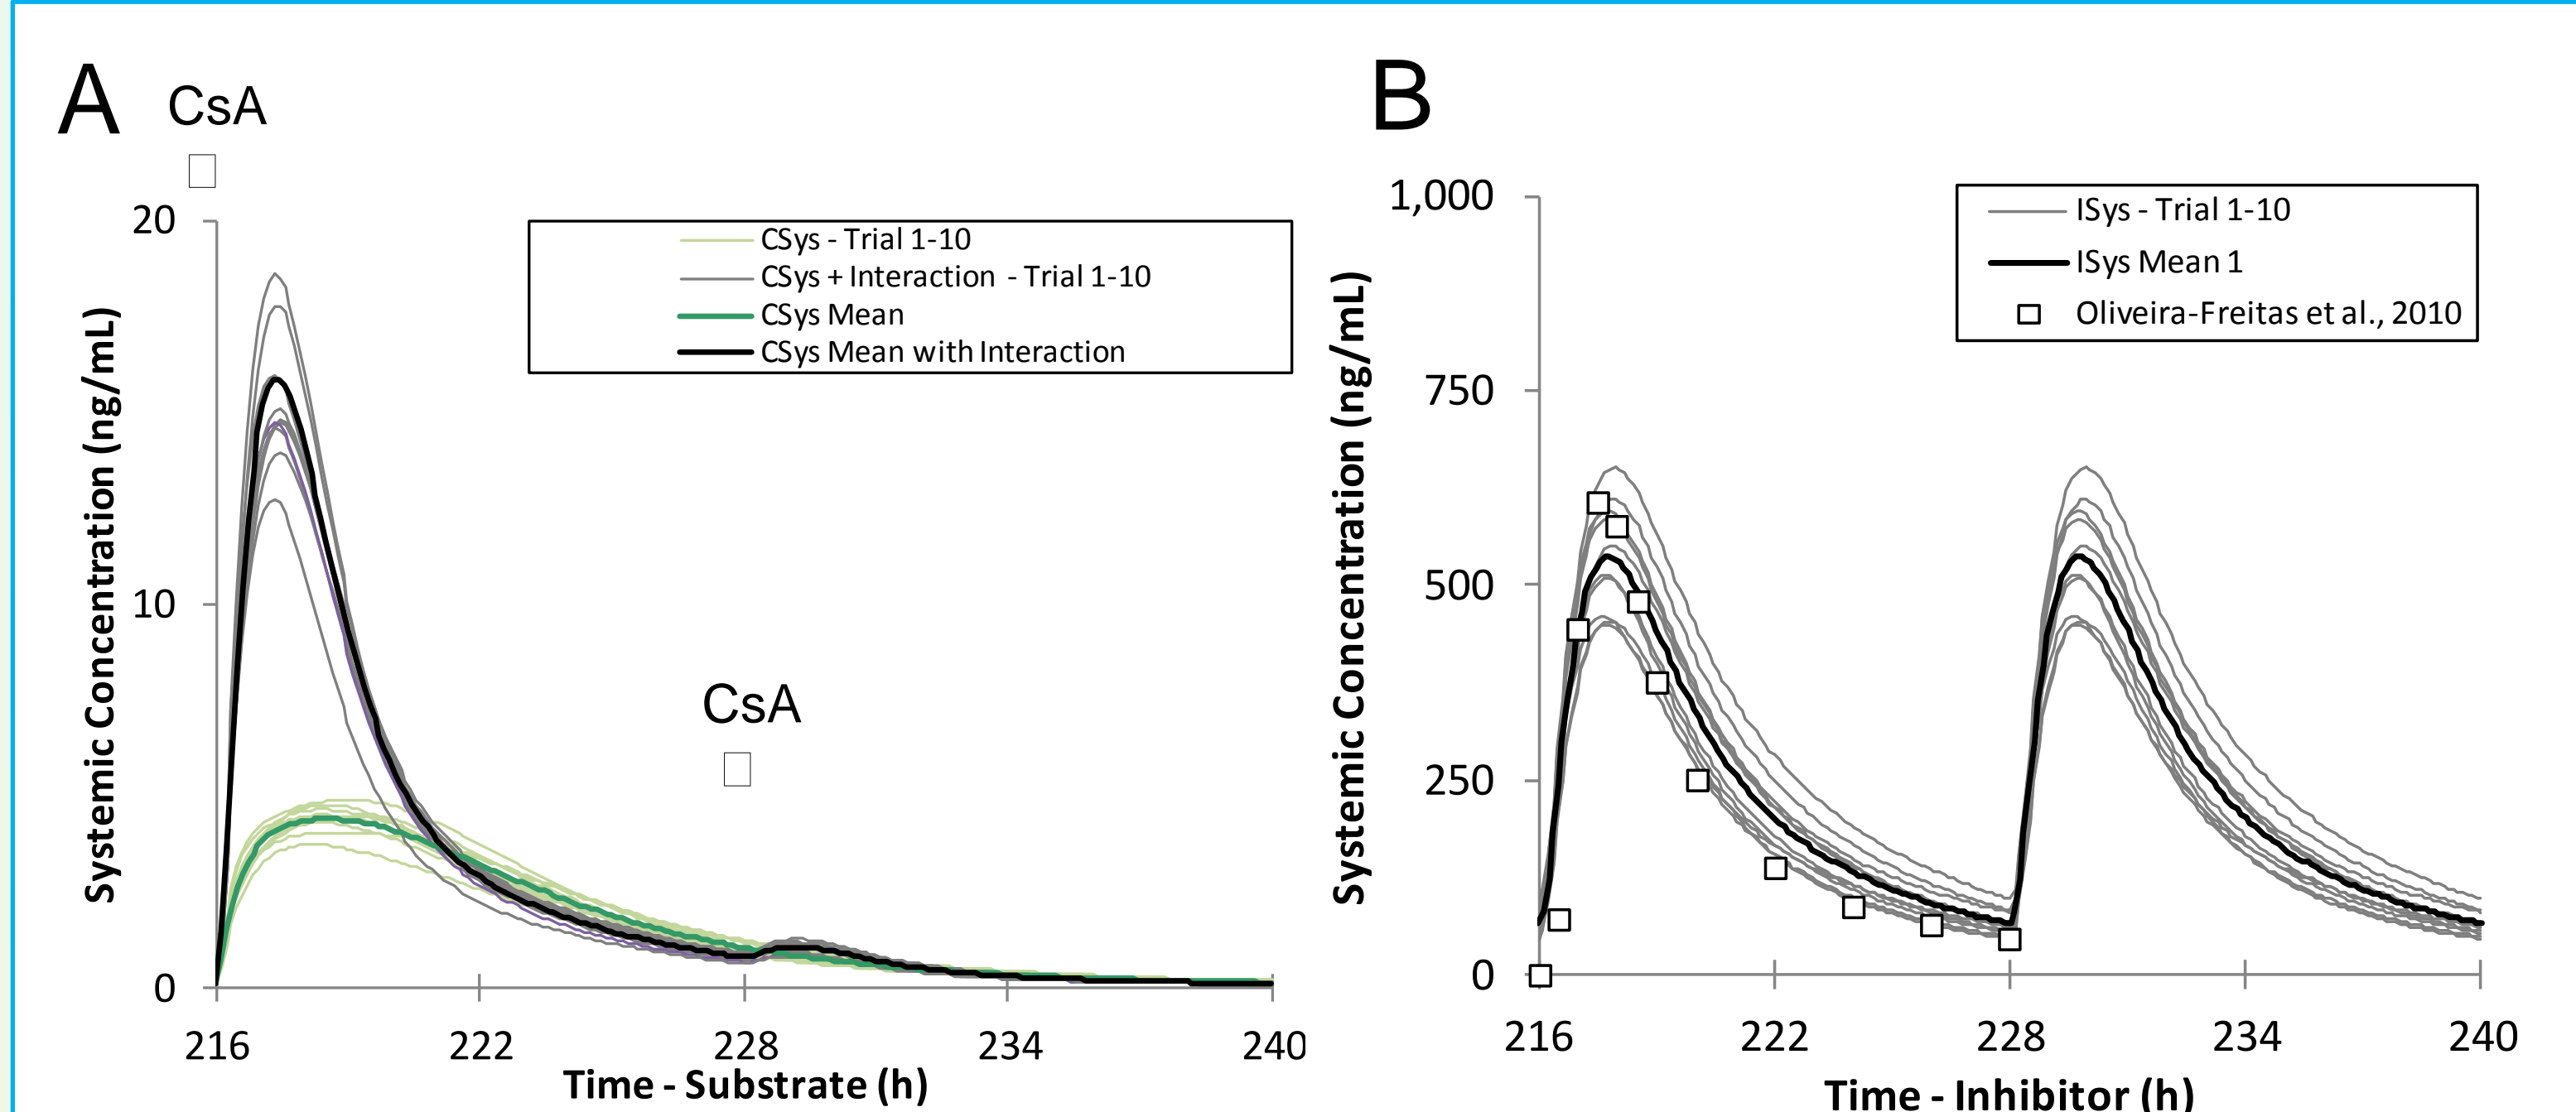 A
CsA
20
10
0
Systemic Concentration (ng/mL)
CSys - Trial 1-10
CSys + Interaction - Trial 1-10
CSys Mean
CSys Mean with Interaction
CsA
216 222 228 234 240
Time - Substrate (h)
B
1,000
750
500
250
0
Systemic Concentration (ng/mL)
ISys - Trial 1-10
ISys Mean 1
Oliveira-Freitas et al., 2010
216 222 228 234 240
Time - Inhibitor (h)